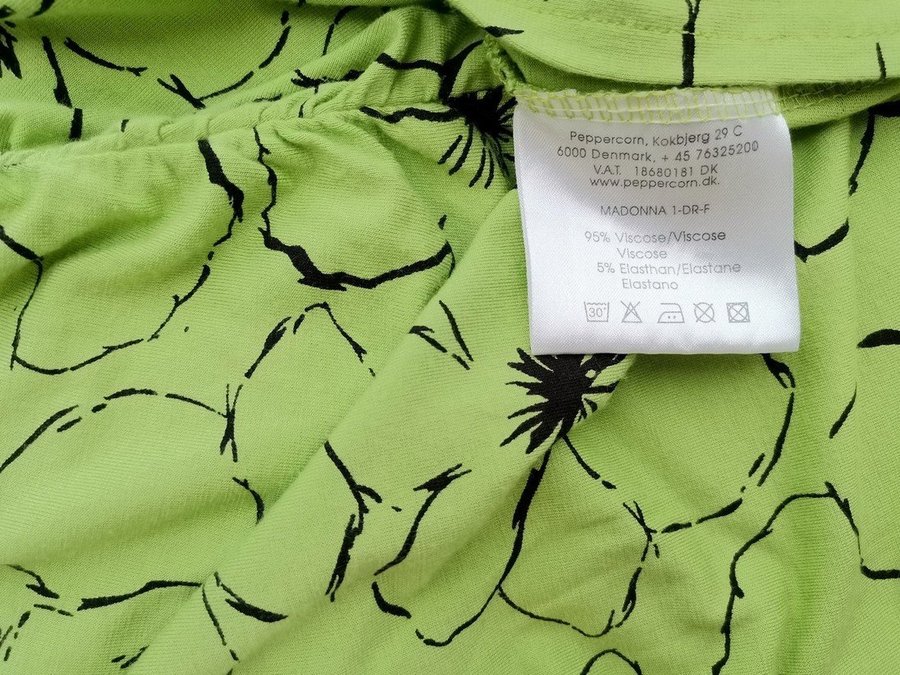 Peppercorn, Kokbjerg 29 C
6000 Denmark, + 45 76325200
V.A.T. 18680181 DK
www.peppercorn.dk.
MADONNA 1-DR-F
95% Viscose/Viscose
Viscose
5% Elasthan/Elastane
Elastano
30°